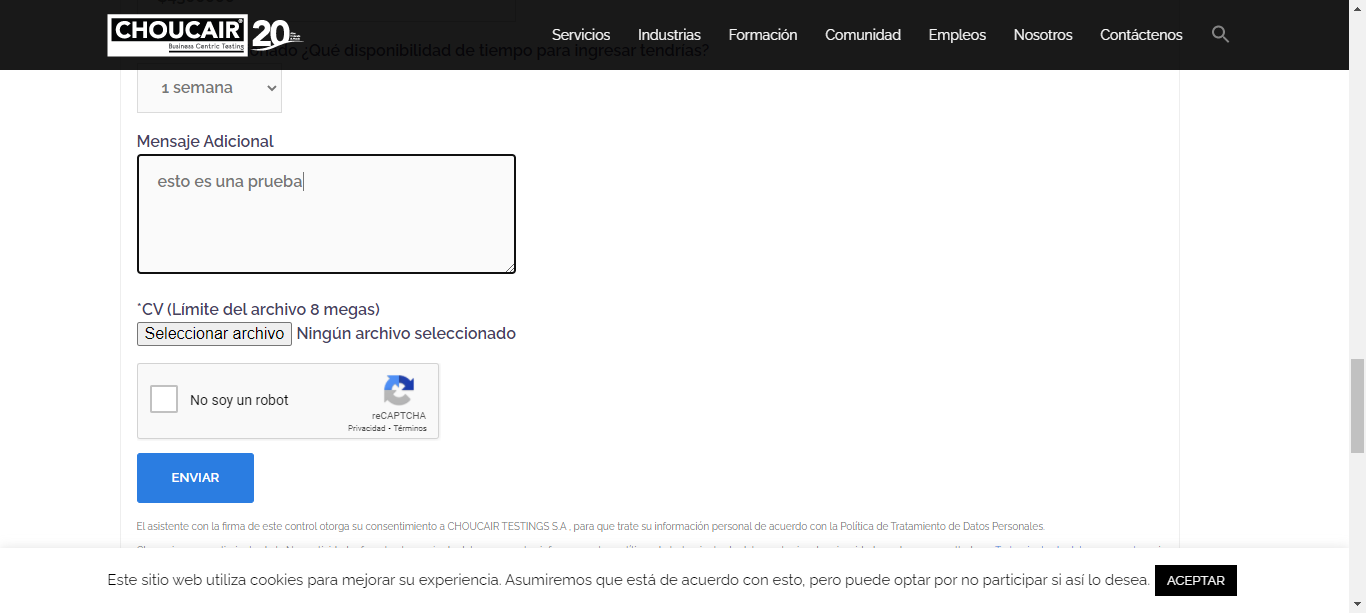 CHOUCAIR
Business Centric Testing
20
Servicios Industrias Formación Comunidad Empleos Nosotros Contáctenos
¿Qué disponibilidad de tiempo para ingresar tendrías?
1 semana
Mensaje Adicional
esto es una prueba
*CV (Límite del archivo 8 megas)
Seleccionar archivo Ningún archivo seleccionado
No soy un robot
reCAPTCHA
Privacidad - Términos
ENVIAR
El asistente con la firma de este control otorga su consentimiento a CHOUCAIR TESTINGS S.A , para que trate su información personal de acuerdo con la Política de Tratamiento de Datos Personales.
Este sitio web utiliza cookies para mejorar su experiencia. Asumiremos que está de acuerdo con esto, pero puede optar por no participar si así lo desea. ACEPTAR